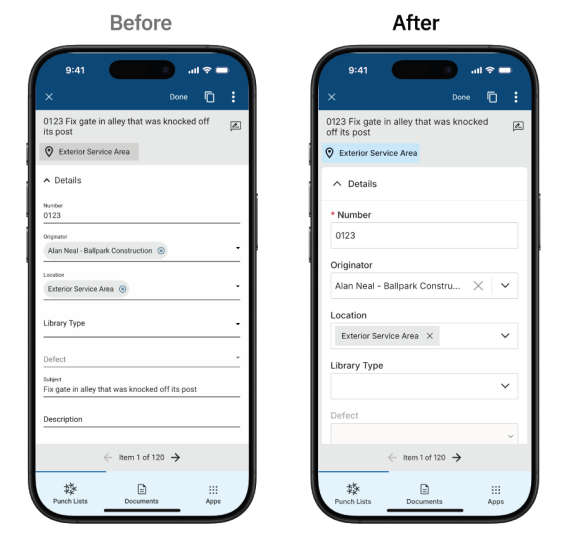 Before
After
9:41
Done
0123 Fix gate in alley that was knocked off
its post
Exterior Service Area
Details
Number
0123
Originator
Alan Neal - Ballpark Construction
Location
Exterior Service Area
Library Type
Defect
Subject
Fix gate in alley that was knocked off its post
Description
Item 1 of 120
Punch Lists
Documents
Apps
9:41
Done
0123 Fix gate in alley that was knocked
off its post
Exterior Service Area
Details
* Number
0123
Originator
Alan Neal - Ballpark Constru...
Location
Exterior Service Area
Library Type
Defect
Item 1 of 120
Punch Lists
Documents
Apps